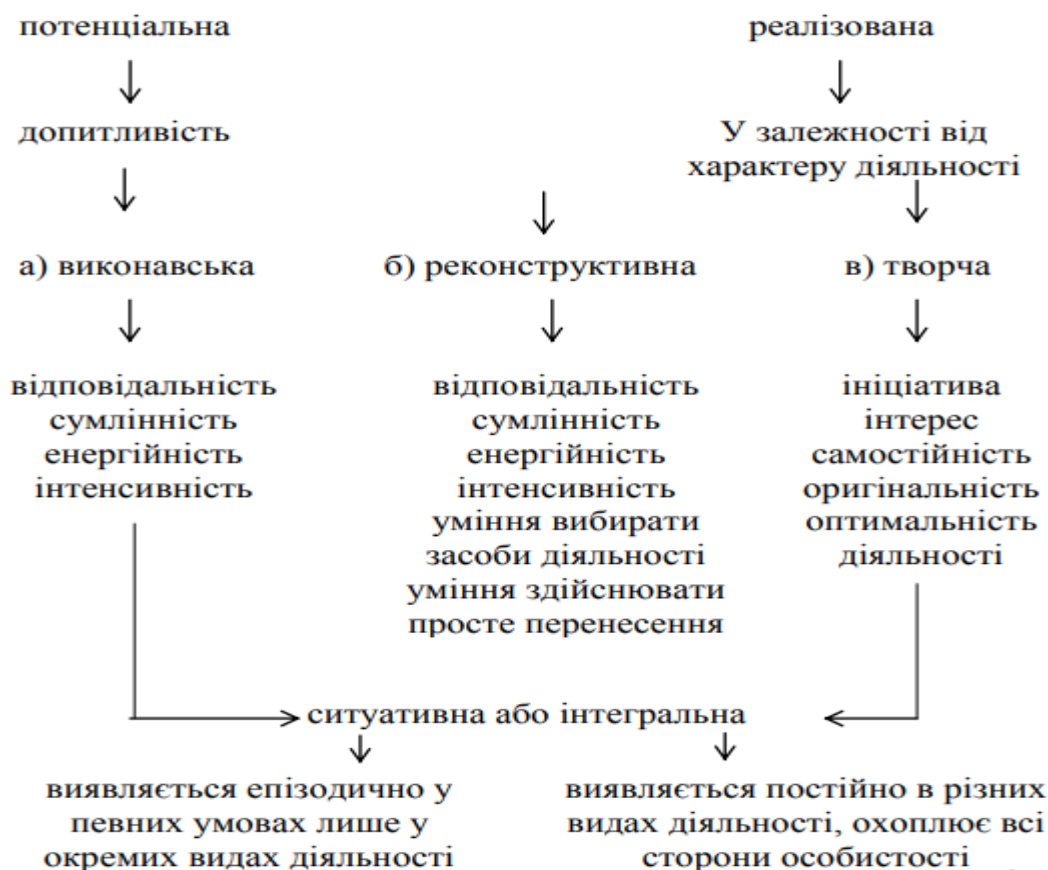 потенціальна
реалізована
допитливість
У залежності від
характеру діяльності
а) виконавська
б) реконструктивна
в) творча
відповідальність
сумлінність
енергійність
інтенсивність
відповідальність
сумлінність
енергійність
інтенсивність
уміння вибирати
засоби діяльності
уміння здійснювати
просте перенесення
ініціатива
інтерес
самостійність
оригінальність
оптимальність
діяльності
ситуативна або інтегральна
виявляється епізодично у
певних умовах лише у
окремих видах діяльності
виявляється постійно в різних
видах діяльності, охоплює всі
сторони особистості